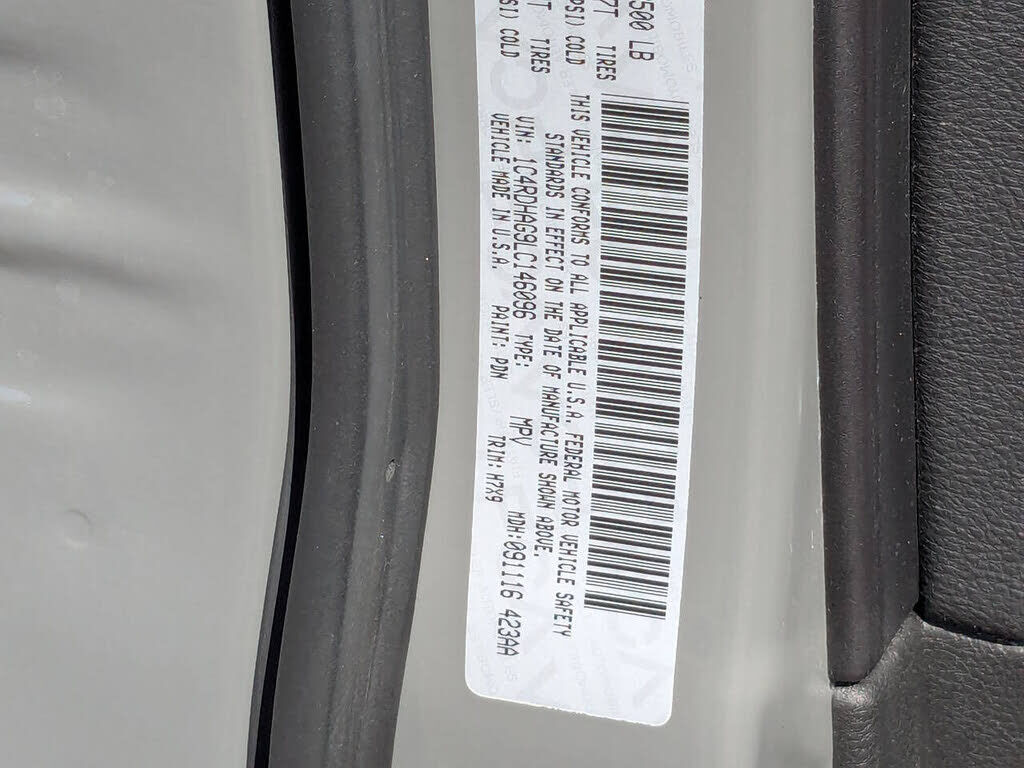 500 LB
7T TIRES
PSI) COLD
T TIRES
PSI) COLD
THIS VEHICLE CONFORMS TO ALL APPLICABLE U.S.A. FEDERAL MOTOR VEHICLE SAFETY
STANDARDS IN EFFECT ON THE DATE OF MANUFACTURE SHOWN ABOVE.
VIN: 1C4RDHAG9LC146096 TYPE: MPV MDH: 091116 423AA
VEHICLE MADE IN U.S.A. PAINT: PDN TRIM: H7X9